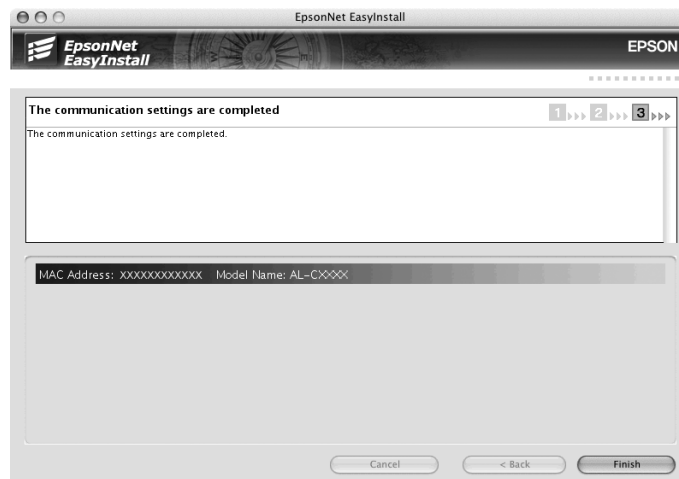 EpsonNet EasyInstall
EpsonNet
EasyInstall
EPSON
The communication settings are completed
1 2 3
The communication settings are completed.
MAC Address: XXXXXXXXXXXX Model Name: AL-CXXXX
Cancel < Back Finish